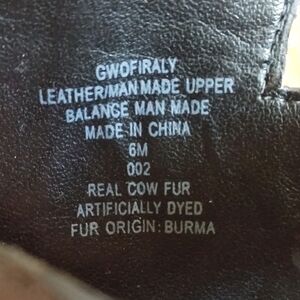 GWOFIRALY
LEATHER/MAN MADE UPPER
BALANCE MAN MADE
MADE IN CHINA
6M
002
REAL COW FUR
ARTIFICIALLY DYED
FUR ORIGIN: BURMA